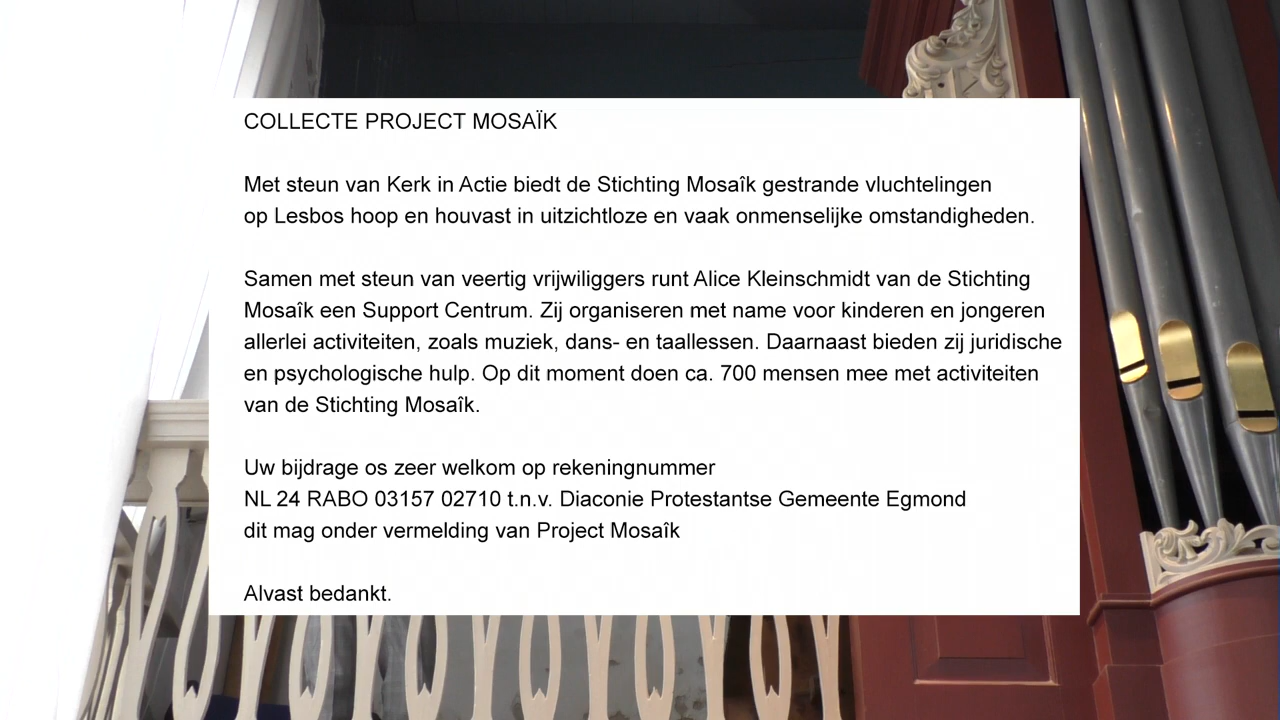 COLLECTE PROJECT MOSAÏK
Met steun van Kerk in Actie biedt de Stichting Mosaîk gestrande vluchtelingen
op Lesbos hoop en houvast in uitzichtloze en vaak onmenselijke omstandigheden.
Samen met steun van veertig vrijwiliggers runt Alice Kleinschmidt van de Stichting
Mosaîk een Support Centrum. Zij organiseren met name voor kinderen en jongeren
allerlei activiteiten, zoals muziek, dans- en taallessen. Daarnaast bieden zij juridische
en psychologische hulp. Op dit moment doen ca. 700 mensen mee met activiteiten
van de Stichting Mosaîk.
Uw bijdrage os zeer welkom op rekeningnummer
NL 24 RABO 03157 02710 t.n.v. Diaconie Protestantse Gemeente Egmond
dit mag onder vermelding van Project Mosaîk
Alvast bedankt.